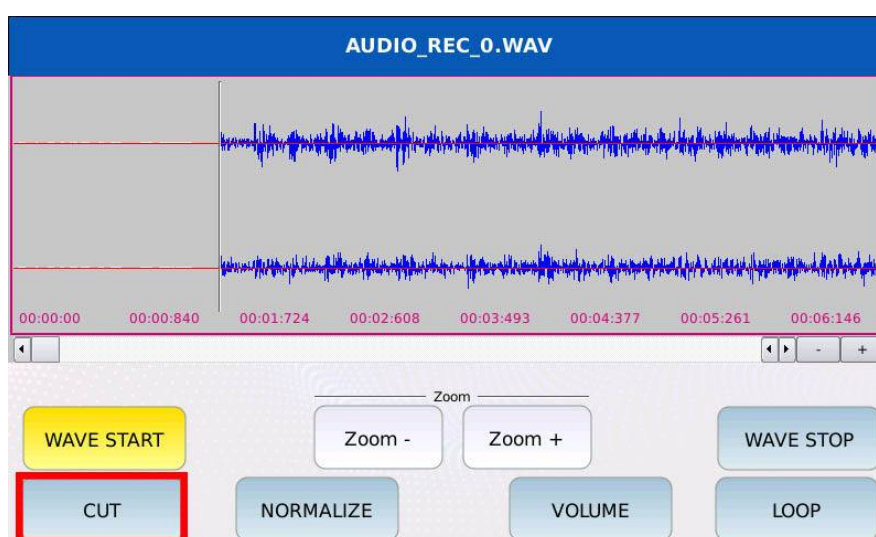 AUDIO_REC_0.WAV
00:00:00 00:00:840 00:01:724 00:02:608 00:03:493 00:04:377 00:05:261 00:06:146
- +
Zoom
WAVE START Zoom - Zoom + WAVE STOP
CUT NORMALIZE VOLUME LOOP